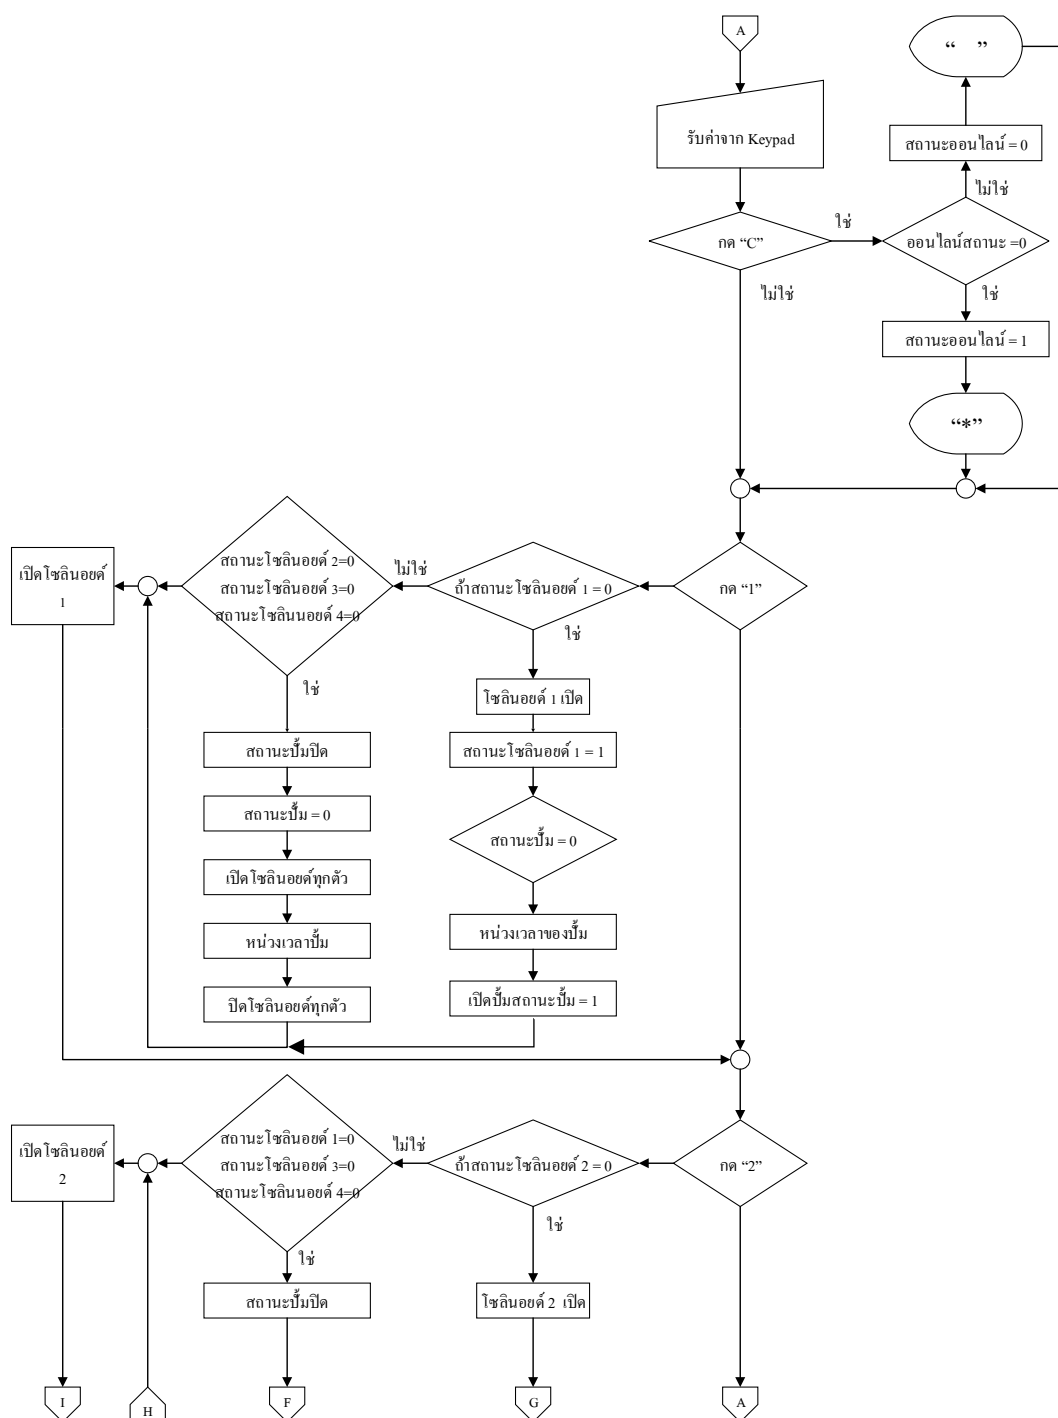 A
“ ”
รับค่าจาก Keypad
สถานะออนไลน์ = 0
ไม่ใช่
กด “C”
ใช่
ออนไลน์สถานะ =0
ไม่ใช่
ใช่
สถานะออนไลน์ = 1
“*”
เปิดโซลินอยด์
1
สถานะโซลินอยด์ 2=0
สถานะโซลินอยด์ 3=0
สถานะโซลินนอยด์ 4=0
ไม่ใช่
ถ้าสถานะโซลินอยด์ 1 = 0
กด “1”
ใช่
ใช่
โซลินอยด์ 1 เปิด
สถานะปั้มปิด
สถานะโซลินอยด์ 1 = 1
สถานะปั้ม = 0
สถานะปั้ม = 0
เปิดโซลินอยด์ทุกตัว
หน่วงเวลาปั้ม
หน่วงเวลาของปั้ม
ปิดโซลินอยด์ทุกตัว
เปิดปั้มสถานะปั้ม = 1
เปิดโซลินอยด์
2
สถานะโซลินอยด์ 1=0
สถานะโซลินอยด์ 3=0
สถานะโซลินนอยด์ 4=0
ไม่ใช่
ถ้าสถานะโซลินอยด์ 2 = 0
กด “2”
ใช่
ใช่
สถานะปั้มปิด
โซลินอยด์ 2 เปิด
I
H
F
G
A